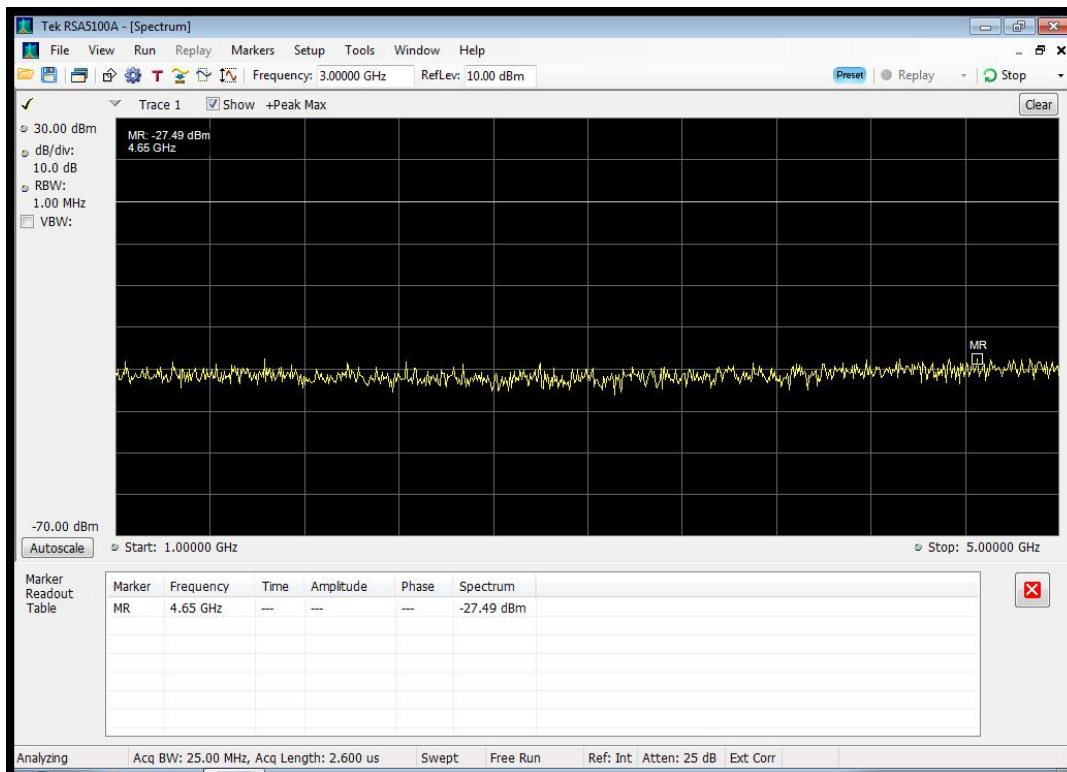 Tek RSA5100A - [Spectrum]
File View Run Replay Markers Setup Tools Window Help
T Frequency: 3.00000 GHz RefLev: 10.00 dBm Preset Replay Stop
Trace 1 Show +Peak Max Clear
30.00 dBm
dB/div:
10.0 dB
RBW:
1.00 MHz
VBW:
MR: -27.49 dBm
4.65 GHz
MR
-70.00 dBm
Autoscale Start: 1.00000 GHz Stop: 5.00000 GHz
Marker
Readout
Table
Marker Frequency Time Amplitude Phase Spectrum
MR 4.65 GHz --- --- --- -27.49 dBm
Analyzing Acq BW: 25.00 MHz, Acq Length: 2.600 us Swept Free Run Ref: Int Atten: 25 dB Ext Corr